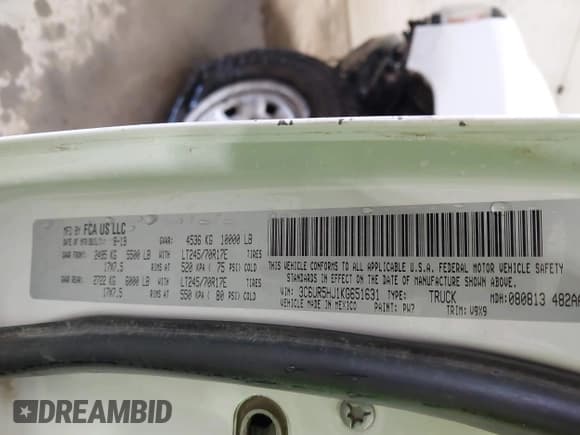 MFD BY FCA US LLC
DATE OF MFR/BUILT: 8-19 GVWR: 4536 KG 10000 LB
GAWR FRONT: 2495 KG 5500 LB WITH LT245/70R17E TIRES
17X7.5 RIMS AT 520 KPA ( 75 PSI) COLD
GAWR REAR: 2722 KG 6000 LB WITH LT245/70R17E TIRES
17X7.5 RIMS AT 550 KPA ( 80 PSI) COLD
THIS VEHICLE CONFORMS TO ALL APPLICABLE U.S.A. FEDERAL MOTOR VEHICLE SAFETY
STANDARDS IN EFFECT ON THE DATE OF MANUFACTURE SHOWN ABOVE.
VIN: 3C6UR5HJ1KG651631 TYPE: TRUCK MDH:080813 482AA
MADE IN MEXICO PAINT: PW7 TRIM: V9X9
DREAMBID